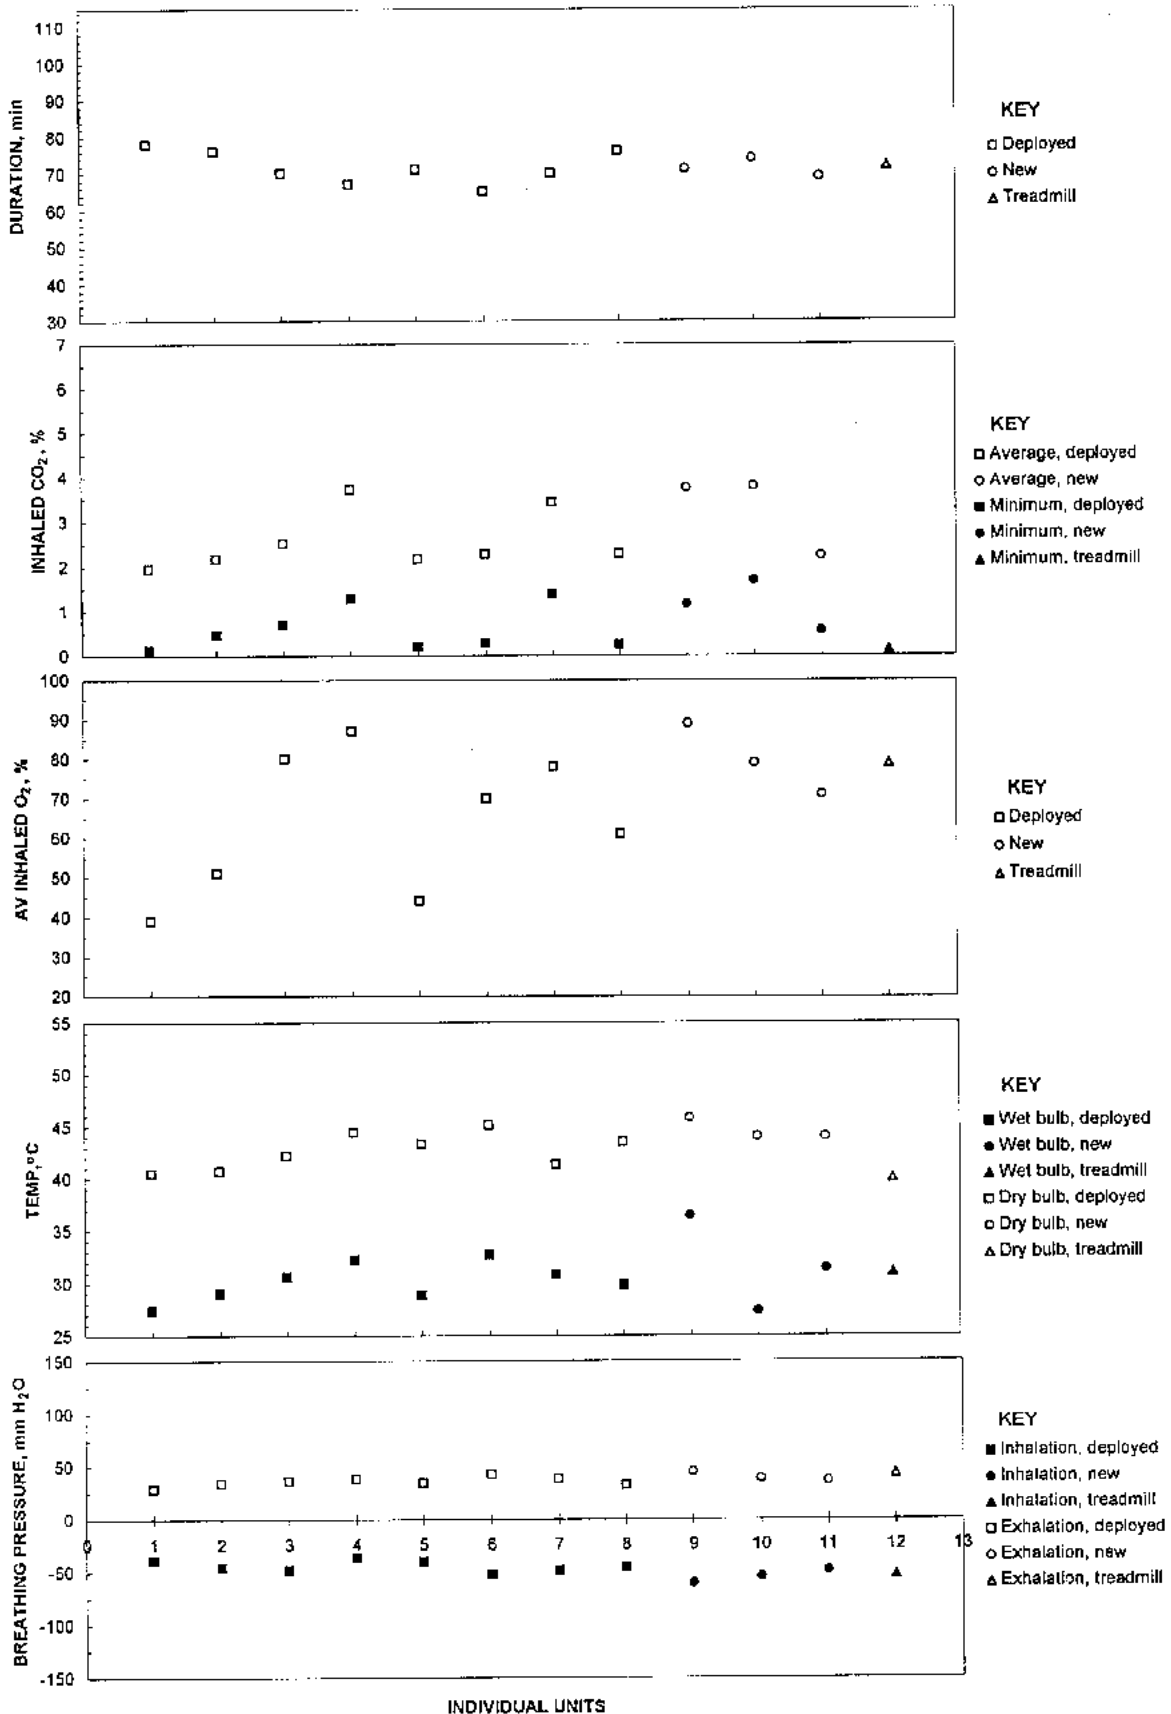 DURATION, min
110
100
90
80
70
60
50
40
30
KEY
Deployed
New
Treadmill
INHALED CO₂, %
7
6
5
4
3
2
1
0
KEY
Average, deployed
Average, new
Minimum, deployed
Minimum, new
Minimum, treadmill
AV INHALED O₂, %
100
90
80
70
60
50
40
30
20
KEY
Deployed
New
Treadmill
TEMP, ºC
55
50
45
40
35
30
25
KEY
Wet bulb, deployed
Wet bulb, new
Wet bulb, treadmill
Dry bulb, deployed
Dry bulb, new
Dry bulb, treadmill
BREATHING PRESSURE, mm H₂O
150
100
50
0
-50
-100
-150
0 1 2 3 4 5 6 7 8 9 10 11 12 13
KEY
Inhalation, deployed
Inhalation, new
Inhalation, treadmill
Exhalation, deployed
Exhalation, new
Exhalation, treadmill
INDIVIDUAL UNITS